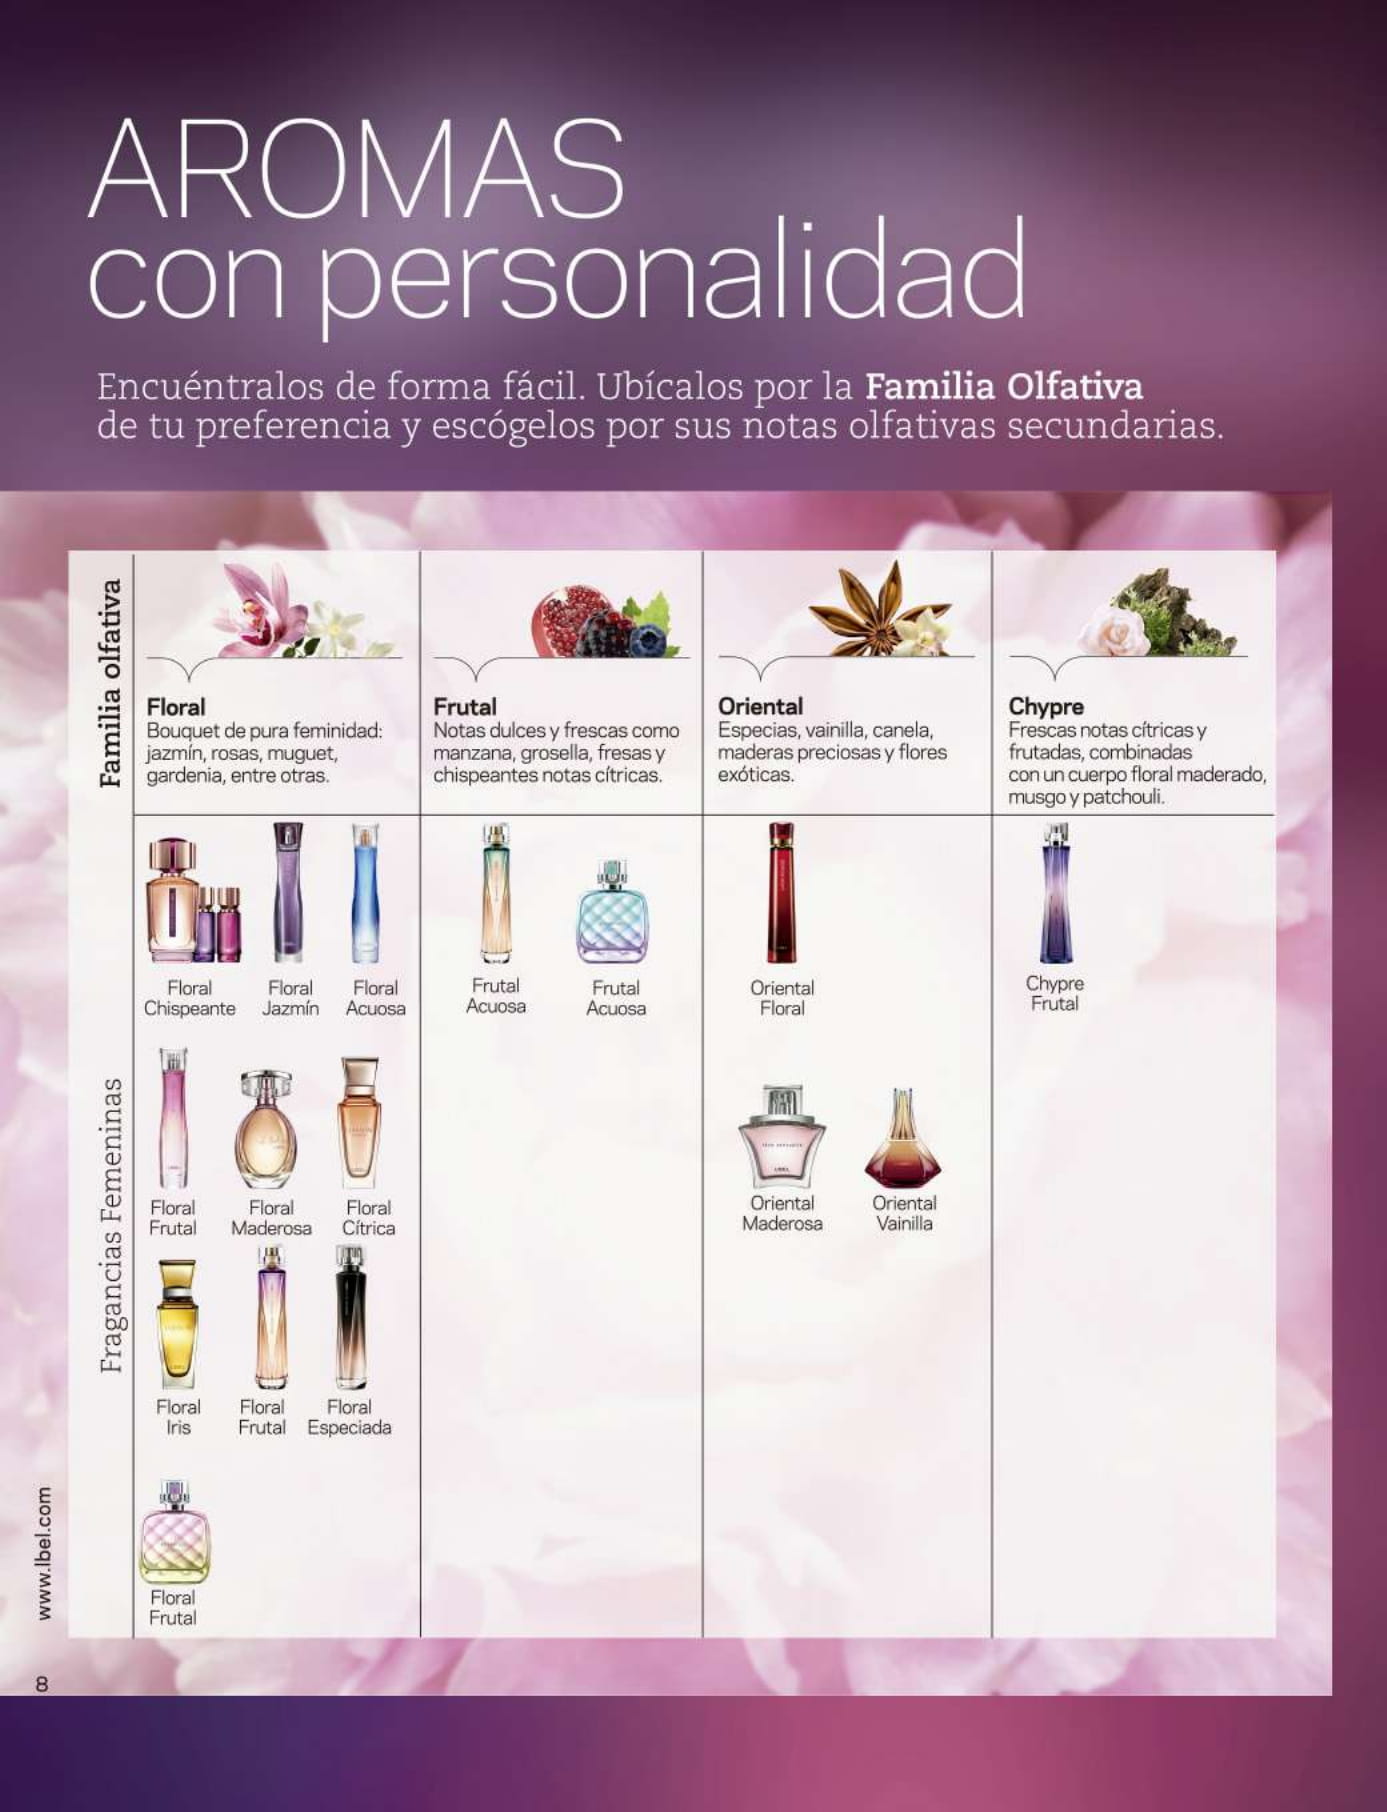 AROMAS
con personalidad
Encuéntralos de forma fácil. Ubícalos por la Familia Olfativa
de tu preferencia y escógelos por sus notas olfativas secundarias.
Familia olfativa
Floral
Bouquet de pura feminidad:
jazmín, rosas, muguet,
gardenia, entre otras.
Frutal
Notas dulces y frescas como
manzana, grosella, fresas y
chispeantes notas cítricas.
Oriental
Especias, vainilla, canela,
maderas preciosas y flores
exóticas.
Chypre
Frescas notas cítricas y
frutadas, combinadas
con un cuerpo floral maderado,
musgo y patchouli.
Fragancias Femeninas
Floral
Chispeante
Floral
Jazmín
Floral
Acuosa
Frutal
Acuosa
Frutal
Acuosa
Oriental
Floral
Chypre
Frutal
Floral
Frutal
Floral
Maderosa
Floral
Cítrica
Oriental
Maderosa
Oriental
Vainilla
Floral
Iris
Floral
Frutal
Floral
Especiada
Floral
Frutal
www.lbel.com
8